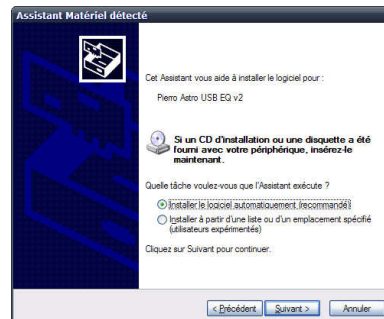 Assistant Matériel détecté
Cet Assistant vous aide à installer le logiciel pour :
Pierro Astro USB EQ v2
Si un CD d'installation ou une disquette a été
fourni avec votre périphérique, insérez-le
maintenant.
Quelle tâche voulez-vous que l'Assistant exécute ?
Installer le logiciel automatiquement (recommandé)
Installer à partir d'une liste ou d'un emplacement spécifié
(utilisateurs expérimentés)
Cliquez sur Suivant pour continuer.
< Précédent
Suivant >
Annuler